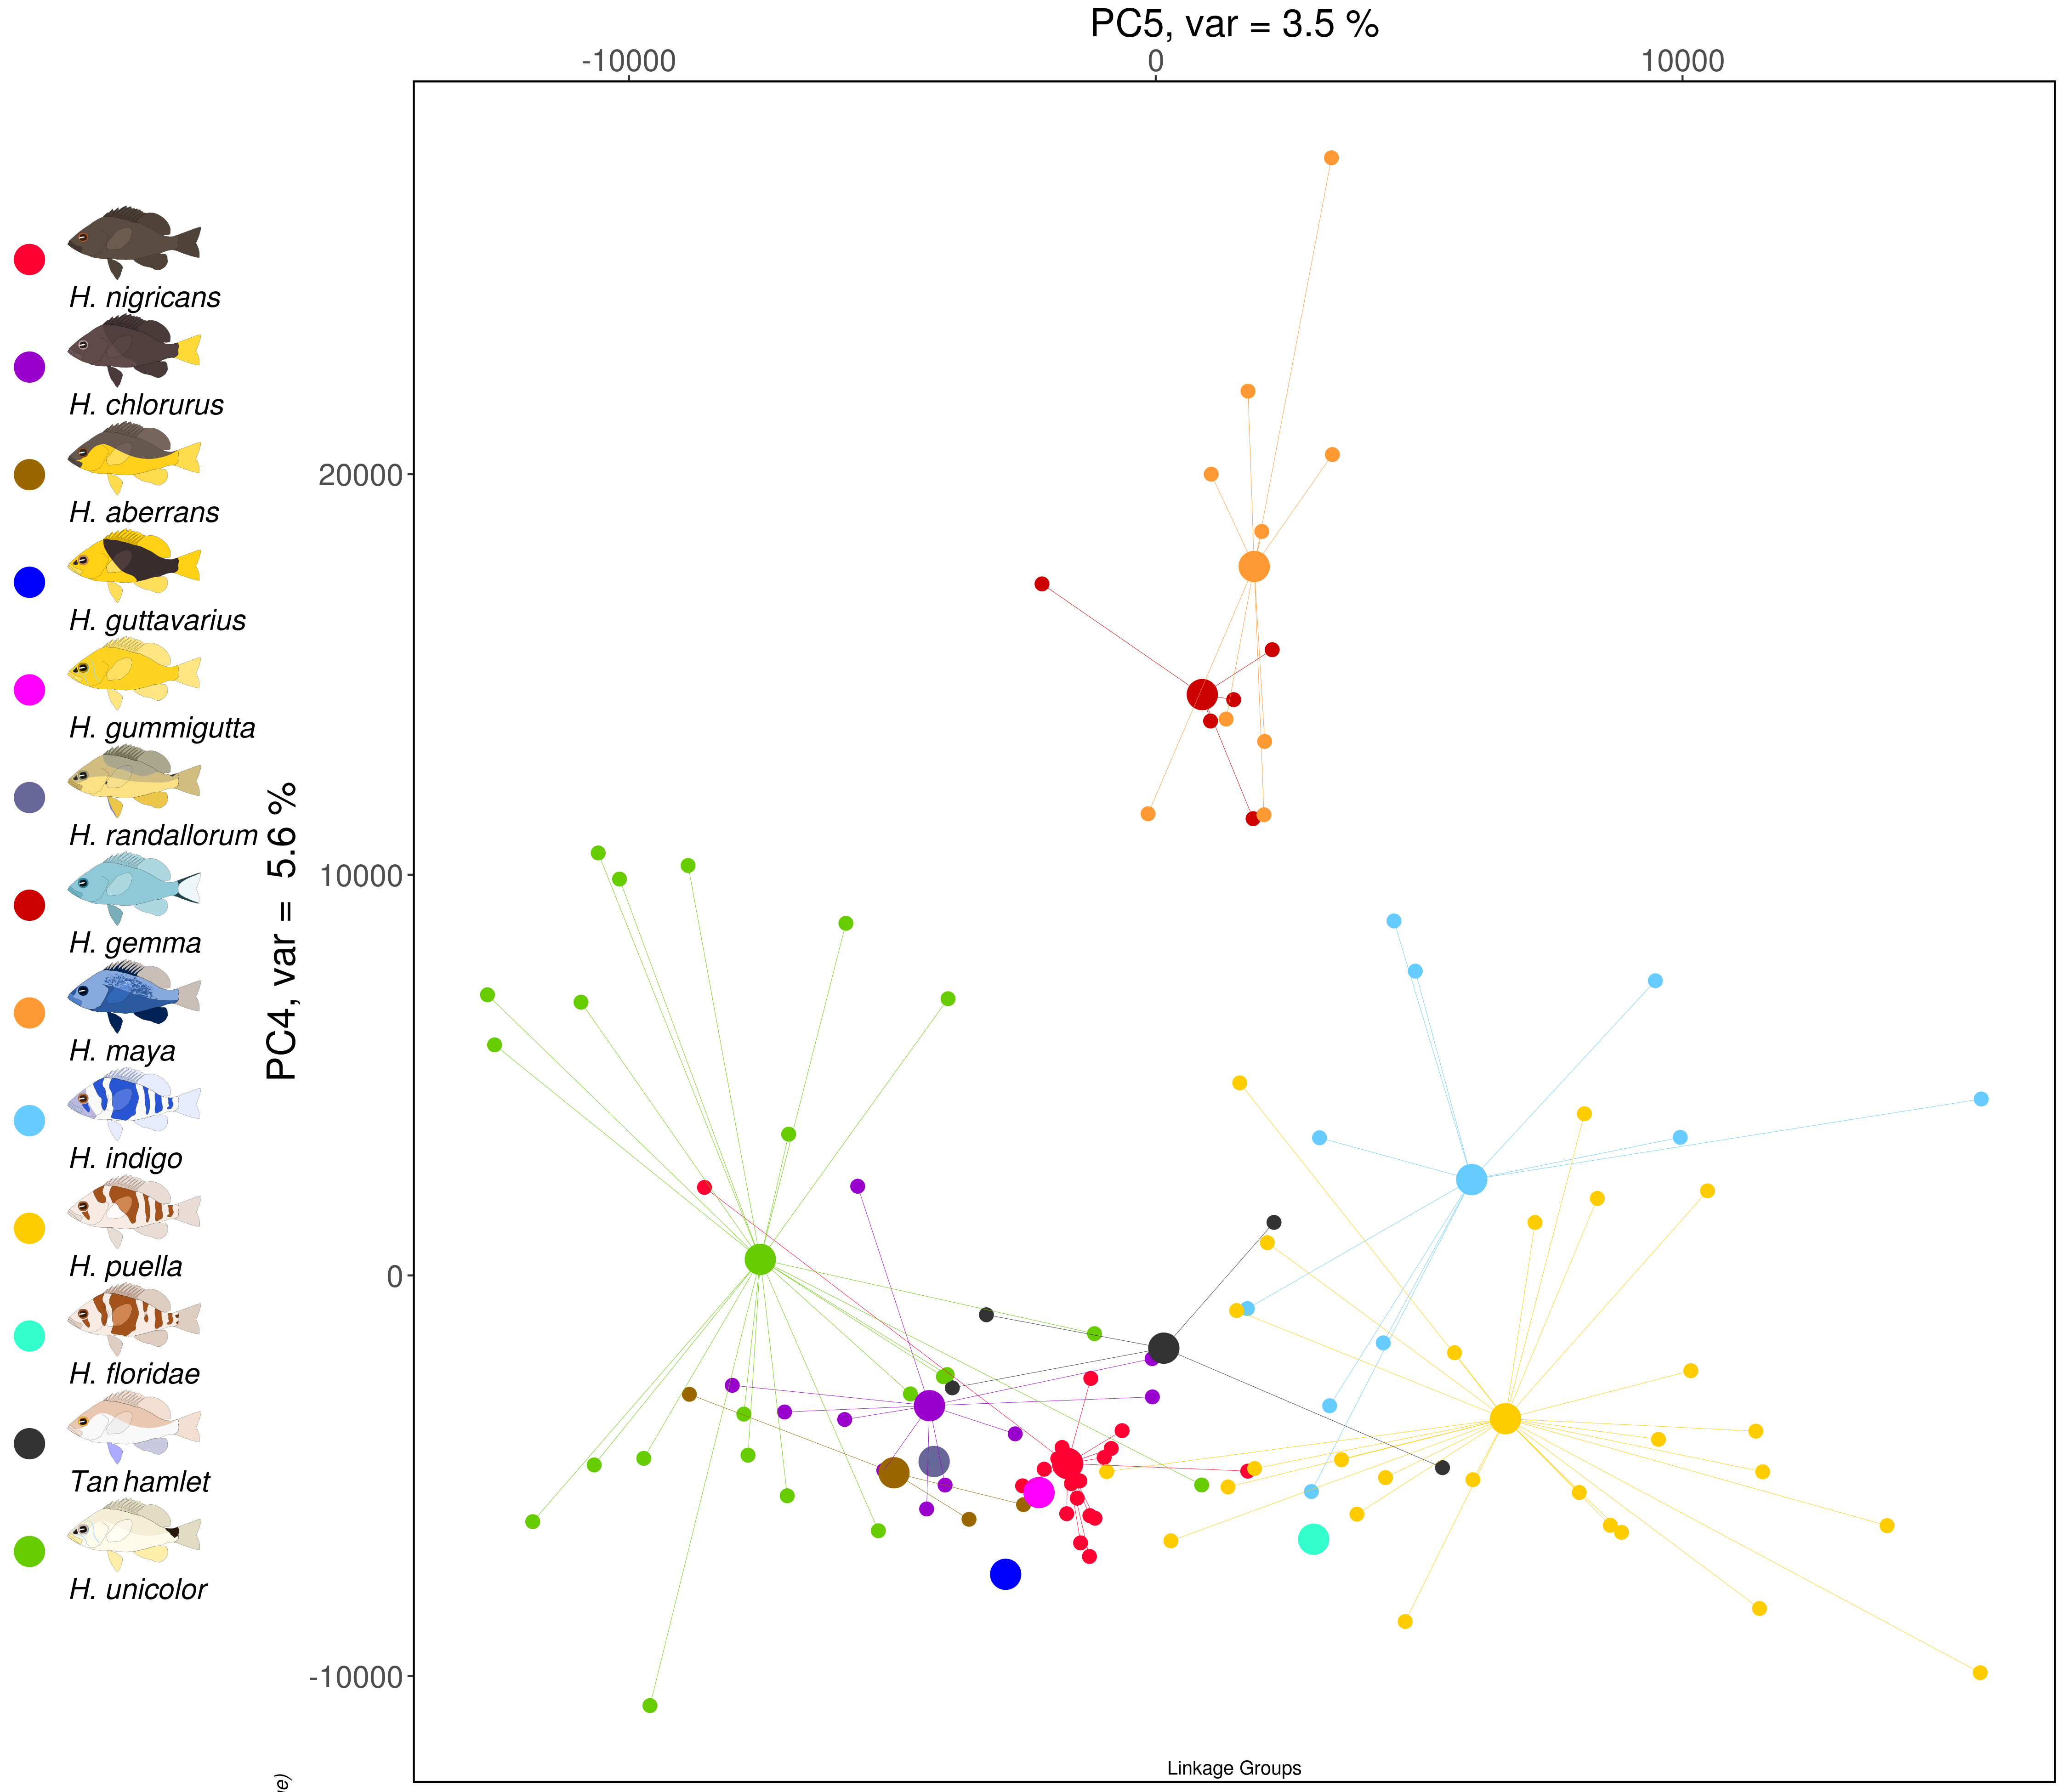 PC5, var = 3.5 %
-10000
0
10000
H. nigricans
H. chlorurus
H. aberrans
H. guttavarius
H. gummigutta
H. randallorum
H. gemma
H. maya
H. indigo
H. puella
H. floridae
Tan hamlet
H. unicolor
PC4, var = 5.6 %
20000
10000
0
-10000
Linkage Groups